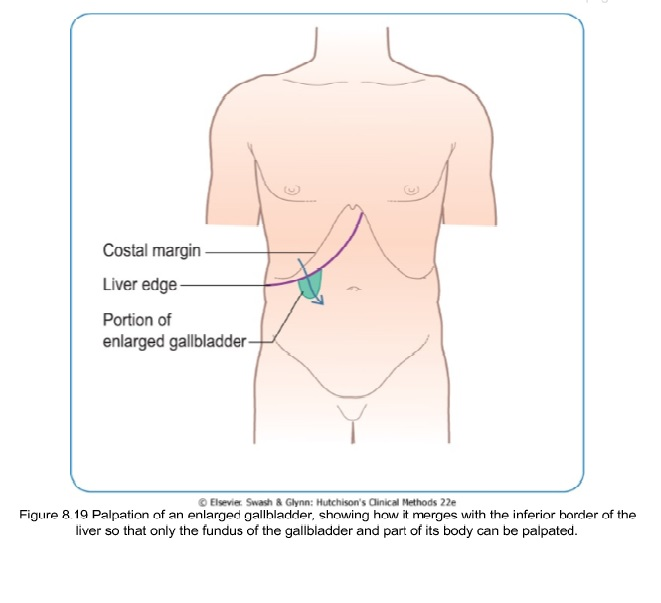 Costal margin
Liver edge
Portion of
enlarged gallbladder
© Elsevier. Swash & Glynn: Hutchison's Clinical Methods 22e
Figure 8.19 Palpation of an enlarged gallbladder, showing how it merges with the inferior border of the
liver so that only the fundus of the gallbladder and part of its body can be palpated.